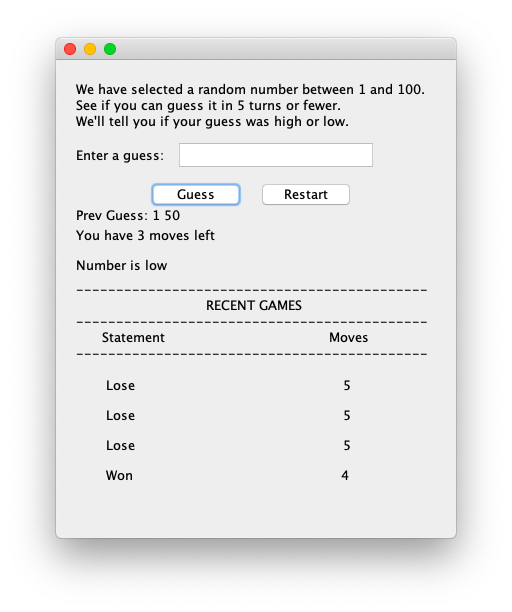 We have selected a random number between 1 and 100.
See if you can guess it in 5 turns or fewer.
We'll tell you if your guess was high or low.
Enter a guess:
Guess Restart
Prev Guess: 1 50
You have 3 moves left
Number is low
--------------------------------------------
RECENT GAMES
--------------------------------------------
Statement Moves
--------------------------------------------
Lose 5
Lose 5
Lose 5
Won 4